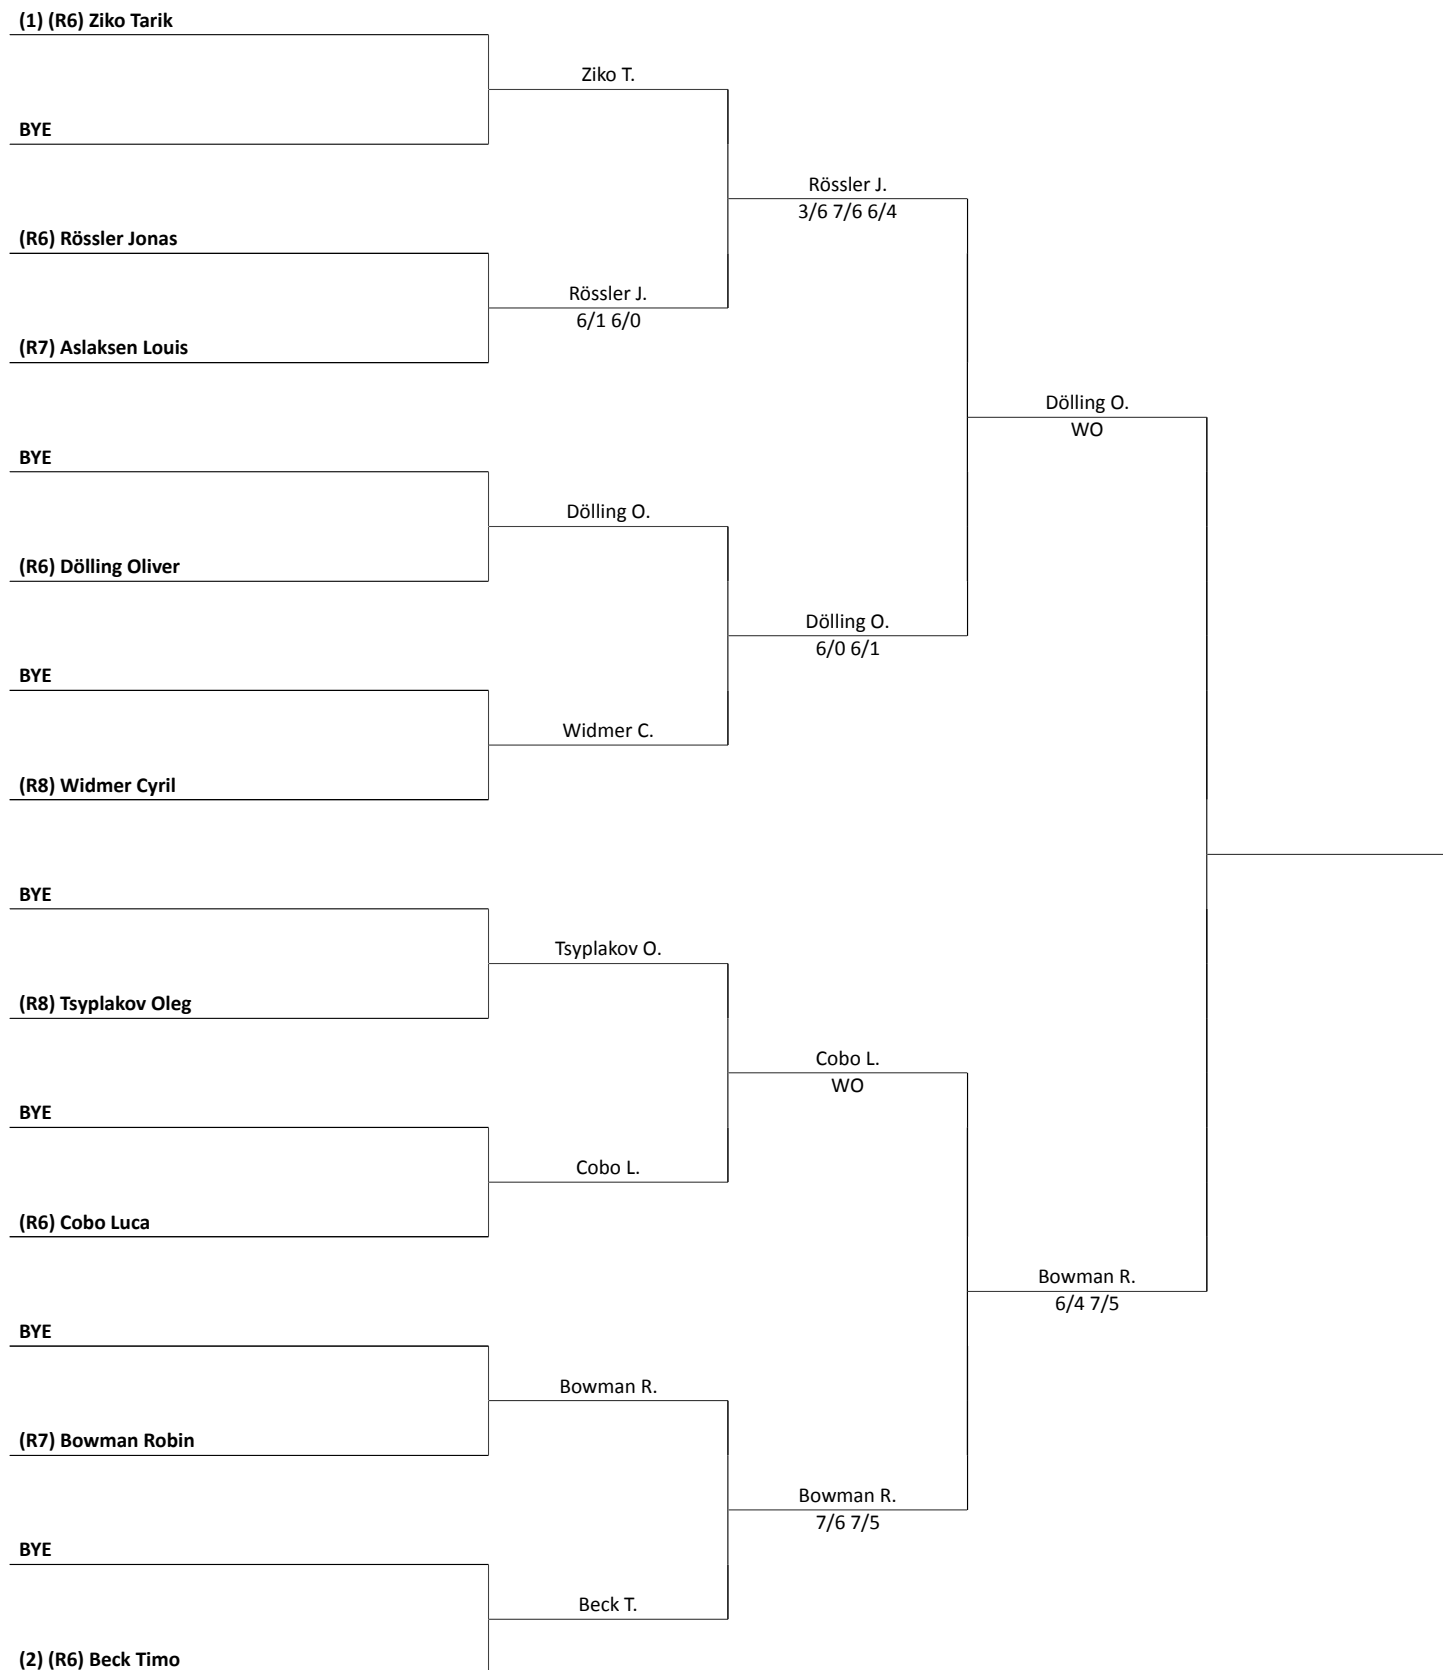 (1) (R6) Ziko Tarik
Ziko T.
BYE
Rössler J.
3/6 7/6 6/4
(R6) Rössler Jonas
Rössler J.
6/1 6/0
(R7) Aslaksen Louis
Dölling O.
WO
BYE
Dölling O.
(R6) Dölling Oliver
Dölling O.
6/0 6/1
BYE
Widmer C.
(R8) Widmer Cyril
BYE
Tsyplakov O.
(R8) Tsyplakov Oleg
Cobo L.
WO
BYE
Cobo L.
(R6) Cobo Luca
Bowman R.
6/4 7/5
BYE
Bowman R.
(R7) Bowman Robin
Bowman R.
7/6 7/5
BYE
Beck T.
(2) (R6) Beck Timo